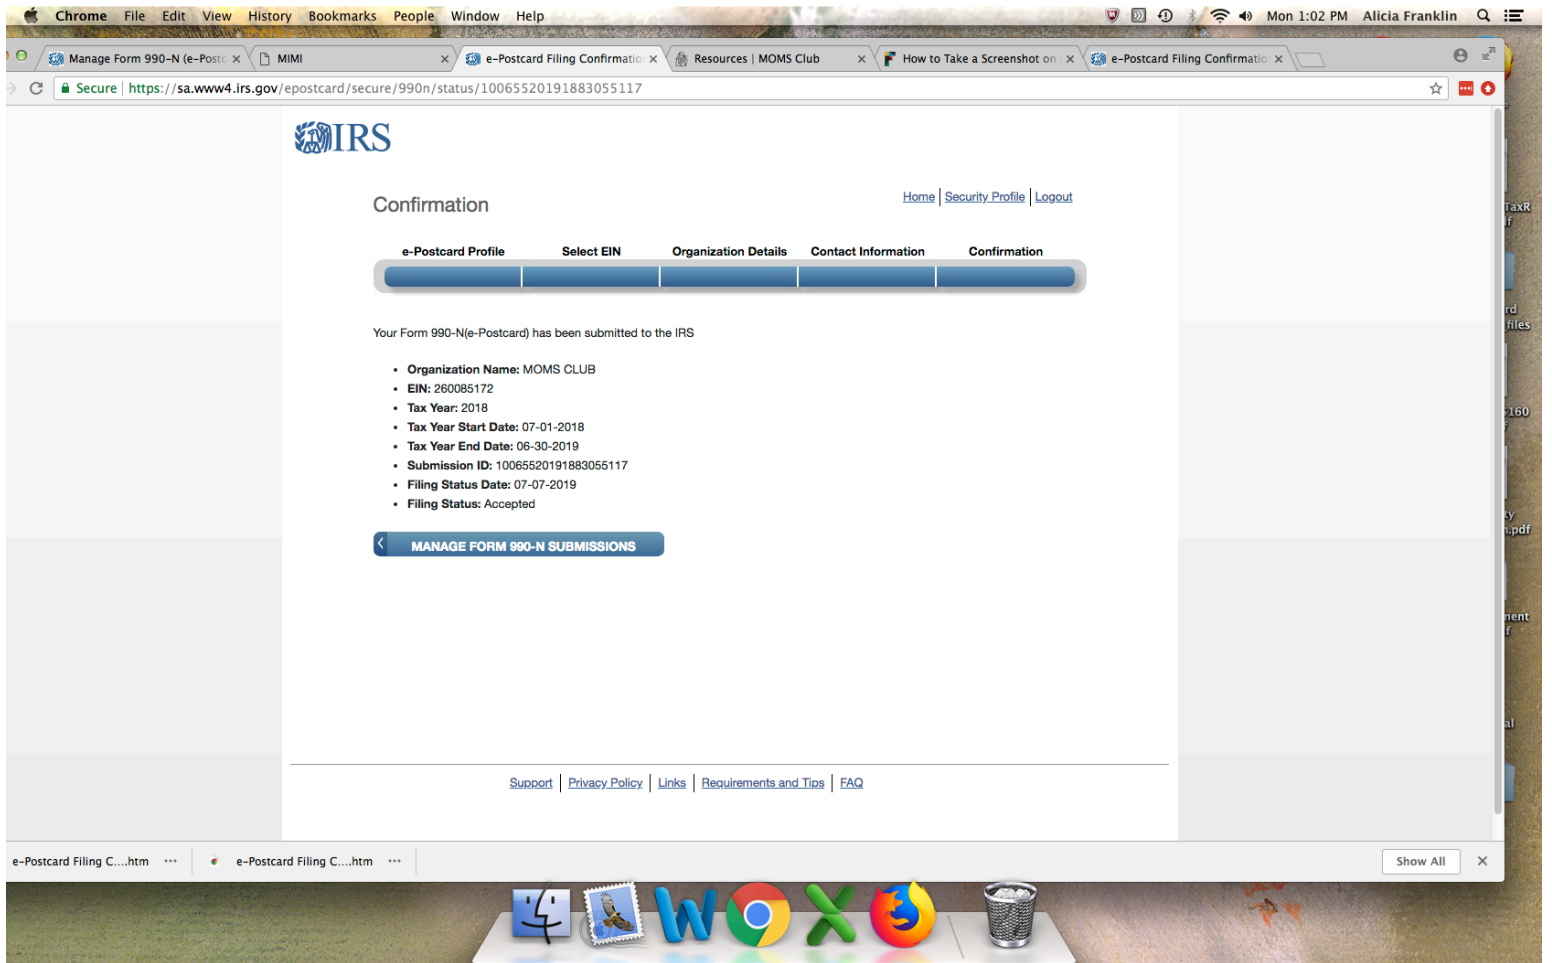 Chrome File Edit View History Bookmarks People Window Help Mon 1:02 PM Alicia Franklin
Manage Form 990-N (e-Postc
MIMI
e-Postcard Filing Confirmatio
Resources | MOMS Club
How to Take a Screenshot on
e-Postcard Filing Confirmatio
Secure https://sa.www4.irs.gov/epostcard/secure/990n/status/10065520191883055117
IRS
Home Security Profile Logout
Confirmation
e-Postcard Profile Select EIN Organization Details Contact Information Confirmation
Your Form 990-N(e-Postcard) has been submitted to the IRS
• Organization Name: MOMS CLUB
• EIN: 260085172
• Tax Year: 2018
• Tax Year Start Date: 07-01-2018
• Tax Year End Date: 06-30-2019
• Submission ID: 10065520191883055117
• Filing Status Date: 07-07-2019
• Filing Status: Accepted
MANAGE FORM 990-N SUBMISSIONS
Support Privacy Policy Links Requirements and Tips FAQ
e-Postcard Filing C....htm
e-Postcard Filing C....htm
Show All
TaxR
files
160